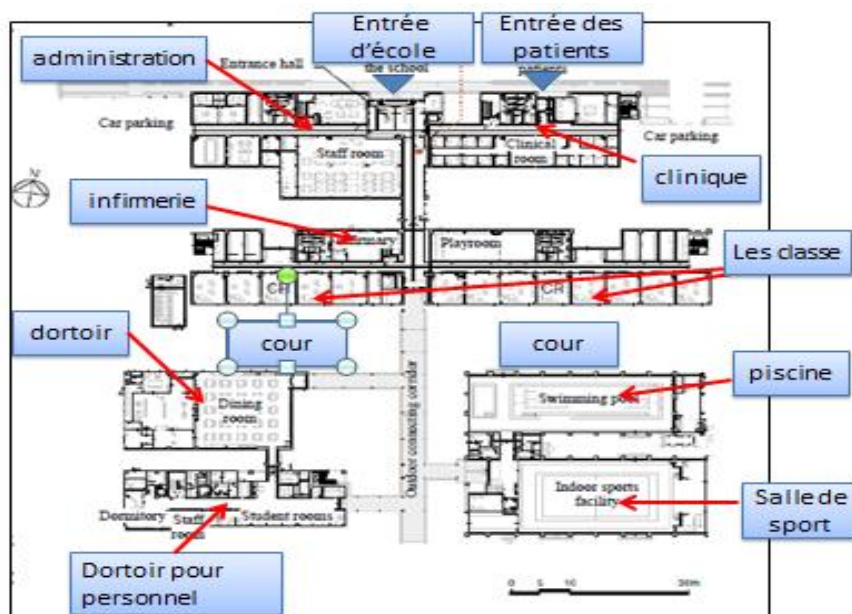 Entrée
d'école
Entrée des
patients
administration
Entrance hall
the school
patients
Car parking
Staff room
Clinical
room
Car parking
clinique
N
infirmerie
Playroom
Les classe
CR
CR
dortoir
cour
cour
piscine
Dining
room
Swimming
Outdoor connecting corridor
Indoor sports
facility
Salle de
sport
Dormitory
Staff
room
Student rooms
Dortoir pour
personnel
0 5 10 30m